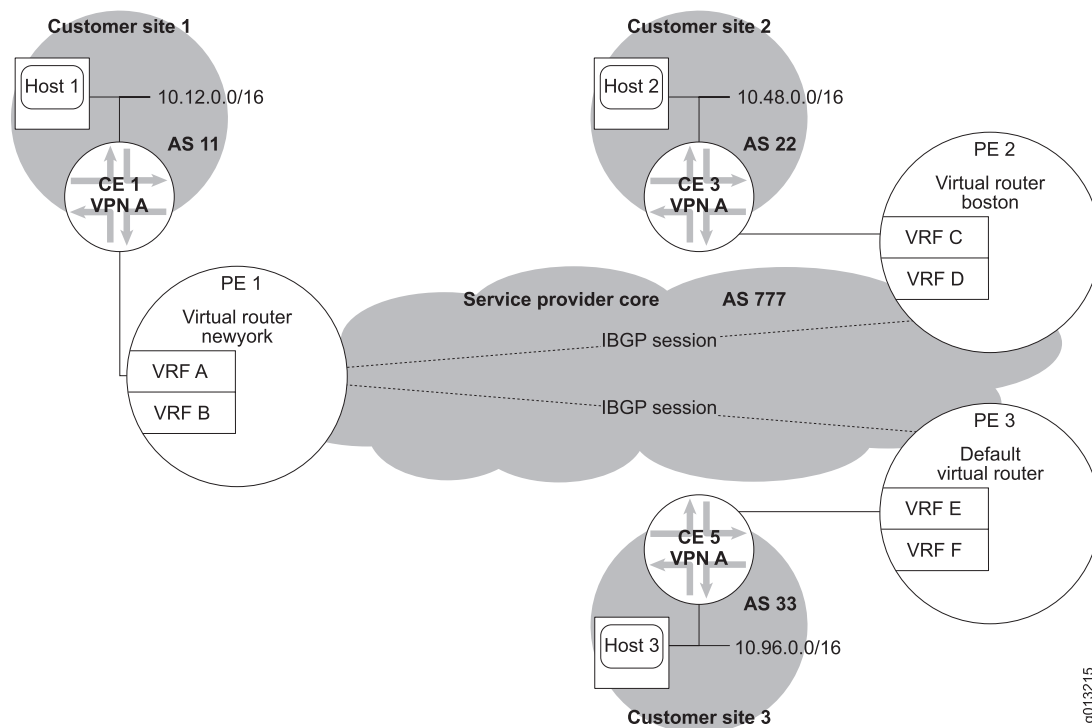 Customer site 1
Host 1
10.12.0.0/16
AS 11
CE 1
VPN A
Customer site 2
Host 2
10.48.0.0/16
AS 22
CE 3
VPN A
PE 2
Virtual router
boston
VRF C
VRF D
PE 1
Virtual router
newyork
VRF A
VRF B
Service provider core
AS 777
IBGP session
IBGP session
PE 3
Default
virtual router
VRF E
VRF F
CE 5
VPN A
AS 33
Host 3
10.96.0.0/16
Customer site 3
g013215